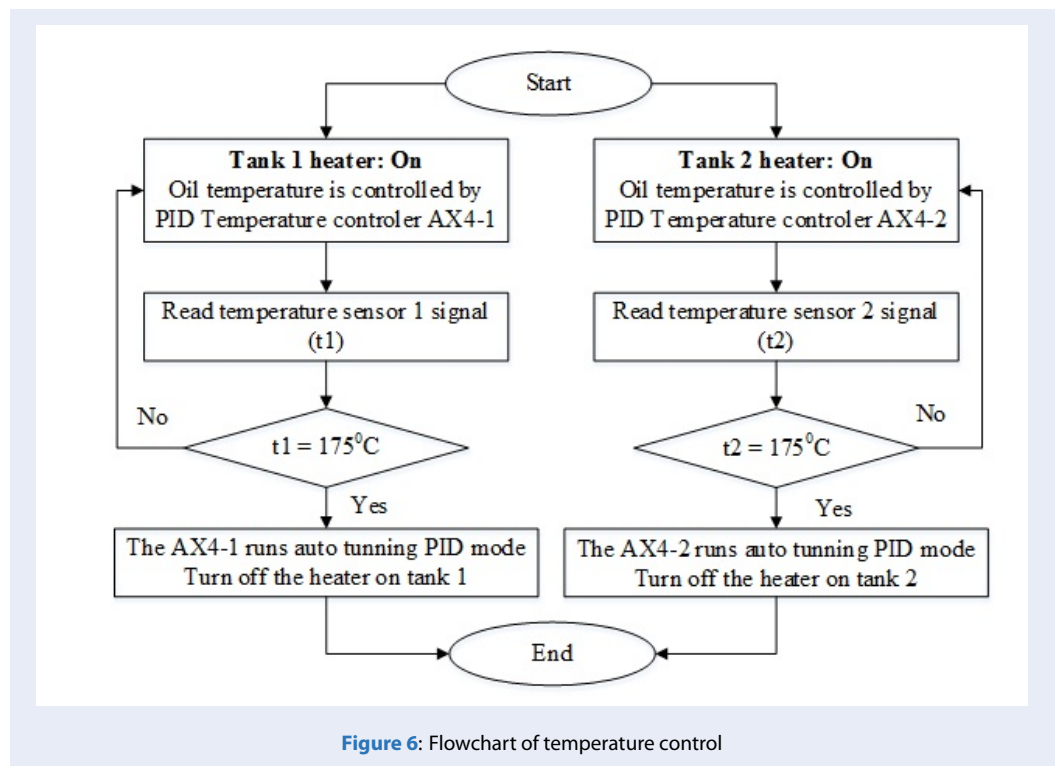 Start
Tank 1 heater: On
Oil temperature is controlled by
PID Temperature controler AX4-1
Tank 2 heater: On
Oil temperature is controlled by
PID Temperature controler AX4-2
Read temperature sensor 1 signal
(t1)
Read temperature sensor 2 signal
(t2)
No
t1 = 175⁰C
Yes
No
t2 = 175⁰C
Yes
The AX4-1 runs auto tunning PID mode
Turn off the heater on tank 1
The AX4-2 runs auto tunning PID mode
Turn off the heater on tank 2
End
Figure 6: Flowchart of temperature control